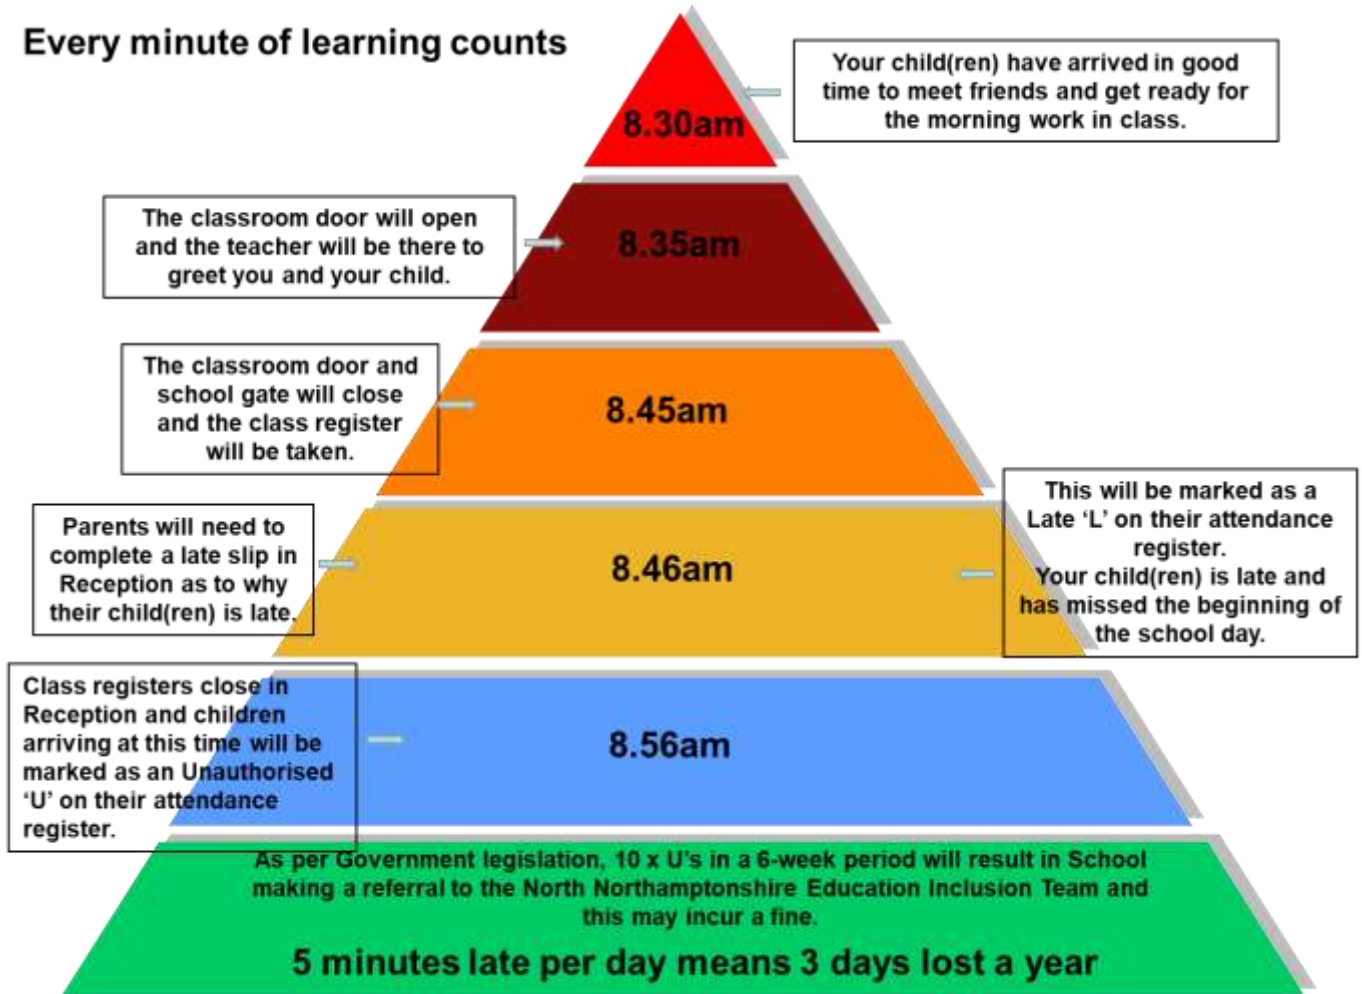 Every minute of learning counts
8.30am
Your child(ren) have arrived in good
time to meet friends and get ready for
the morning work in class.
The classroom door will open
and the teacher will be there to
greet you and your child.
8.35am
The classroom door and
school gate will close
and the class register
will be taken.
8.45am
Parents will need to
complete a late slip in
Reception as to why
their child(ren) is late.
8.46am
This will be marked as a
Late ‘L’ on their attendance
register.
Your child(ren) is late and
has missed the beginning of
the school day.
Class registers close in
Reception and children
arriving at this time will be
marked as an Unauthorised
‘U’ on their attendance
register.
8.56am
As per Government legislation, 10 x U’s in a 6-week period will result in School
making a referral to the North Northamptonshire Education Inclusion Team and
this may incur a fine.
5 minutes late per day means 3 days lost a year